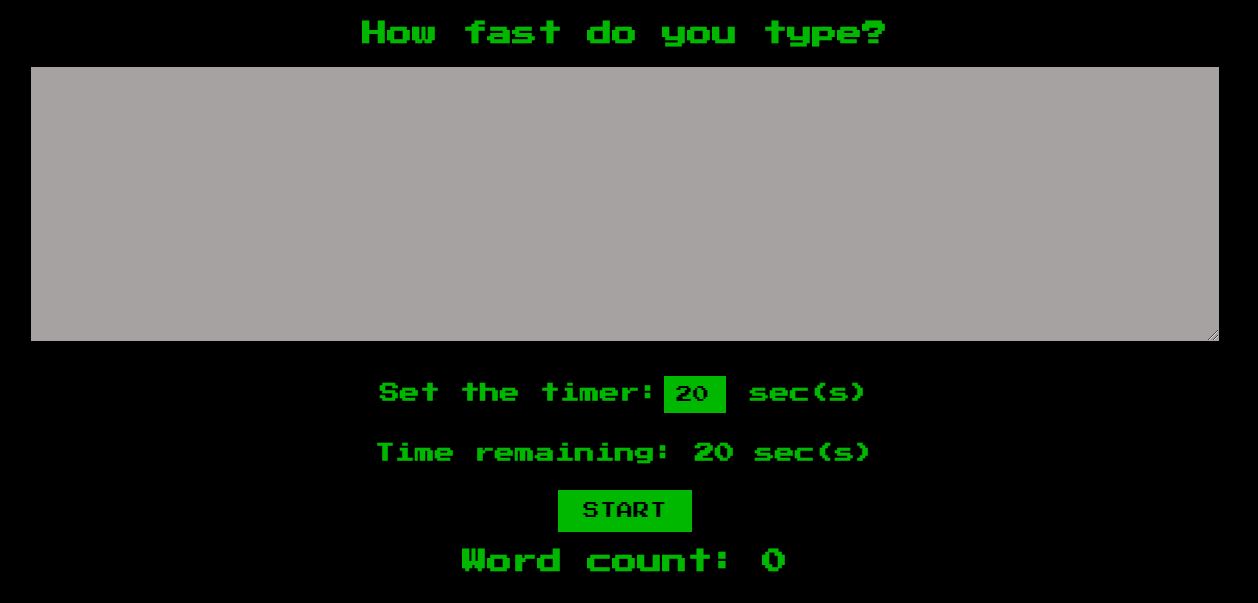 How fast do you type?
Set the timer: 20 sec(s)
Time remaining: 20 sec(s)
START
Word count: 0